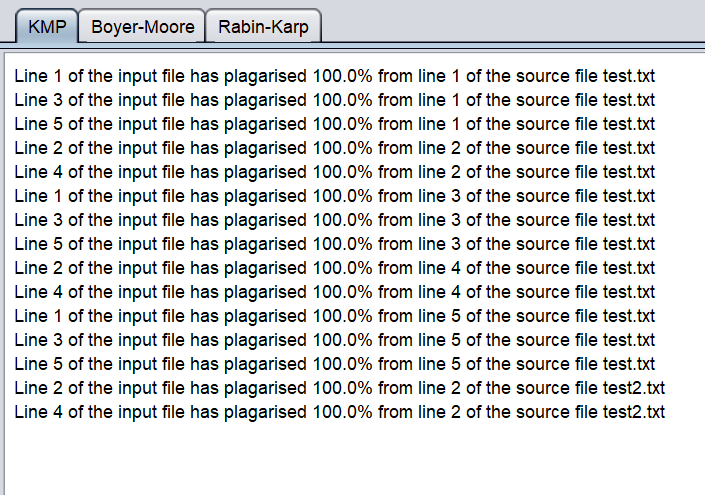 KMP Boyer-Moore Rabin-Karp
Line 1 of the input file has plagarised 100.0% from line 1 of the source file test.txt
Line 3 of the input file has plagarised 100.0% from line 1 of the source file test.txt
Line 5 of the input file has plagarised 100.0% from line 1 of the source file test.txt
Line 2 of the input file has plagarised 100.0% from line 2 of the source file test.txt
Line 4 of the input file has plagarised 100.0% from line 2 of the source file test.txt
Line 1 of the input file has plagarised 100.0% from line 3 of the source file test.txt
Line 3 of the input file has plagarised 100.0% from line 3 of the source file test.txt
Line 5 of the input file has plagarised 100.0% from line 3 of the source file test.txt
Line 2 of the input file has plagarised 100.0% from line 4 of the source file test.txt
Line 4 of the input file has plagarised 100.0% from line 4 of the source file test.txt
Line 1 of the input file has plagarised 100.0% from line 5 of the source file test.txt
Line 3 of the input file has plagarised 100.0% from line 5 of the source file test.txt
Line 5 of the input file has plagarised 100.0% from line 5 of the source file test.txt
Line 2 of the input file has plagarised 100.0% from line 2 of the source file test2.txt
Line 4 of the input file has plagarised 100.0% from line 2 of the source file test2.txt